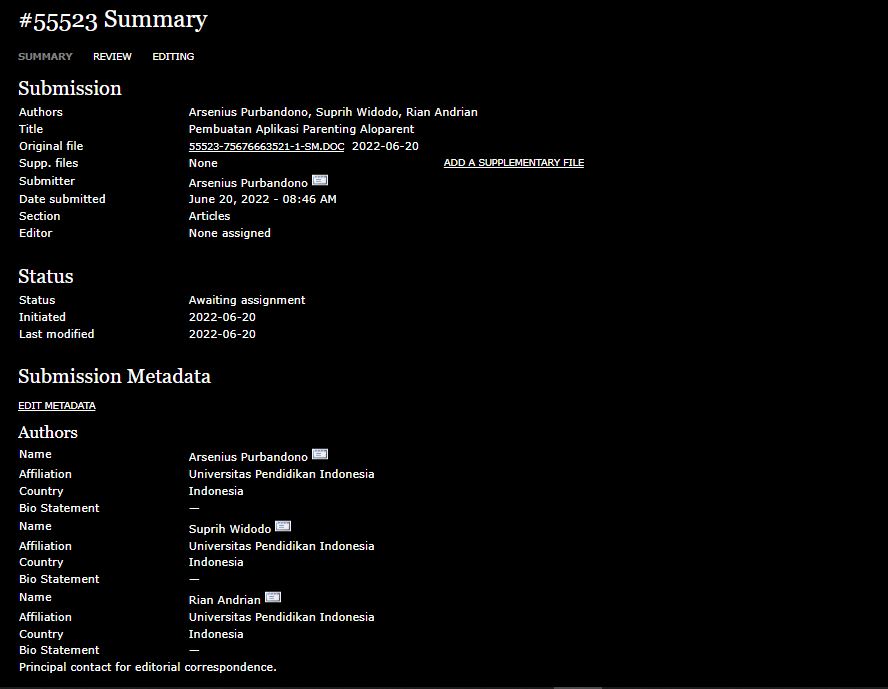 #55523 Summary
SUMMARY REVIEW EDITING
Submission
Authors Arsenius Purbandono, Suprih Widodo, Rian Andrian
Title Pembuatan Aplikasi Parenting Aloparent
Original file 55523-75676663521-1-SM.DOC 2022-06-20
Supp. files None ADD A SUPPLEMENTARY FILE
Submitter Arsenius Purbandono
Date submitted June 20, 2022 - 08:46 AM
Section Articles
Editor None assigned
Status
Status Awaiting assignment
Initiated 2022-06-20
Last modified 2022-06-20
Submission Metadata
EDIT METADATA
Authors
Name Arsenius Purbandono
Affiliation Universitas Pendidikan Indonesia
Country Indonesia
Bio Statement —
Name Suprih Widodo
Affiliation Universitas Pendidikan Indonesia
Country Indonesia
Bio Statement —
Name Rian Andrian
Affiliation Universitas Pendidikan Indonesia
Country Indonesia
Bio Statement —
Principal contact for editorial correspondence.